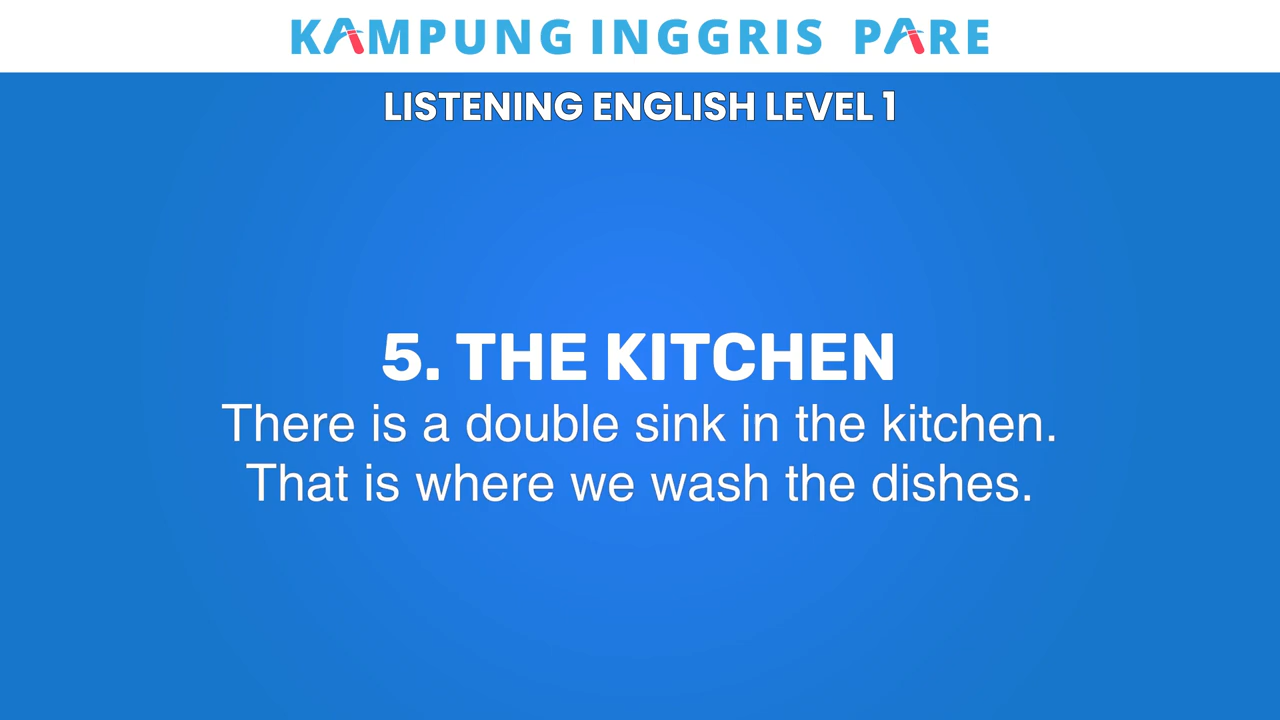 KAMPUNG INGGRIS PARE
LISTENING ENGLISH LEVEL 1
5. THE KITCHEN
There is a double sink in the kitchen.
That is where we wash the dishes.